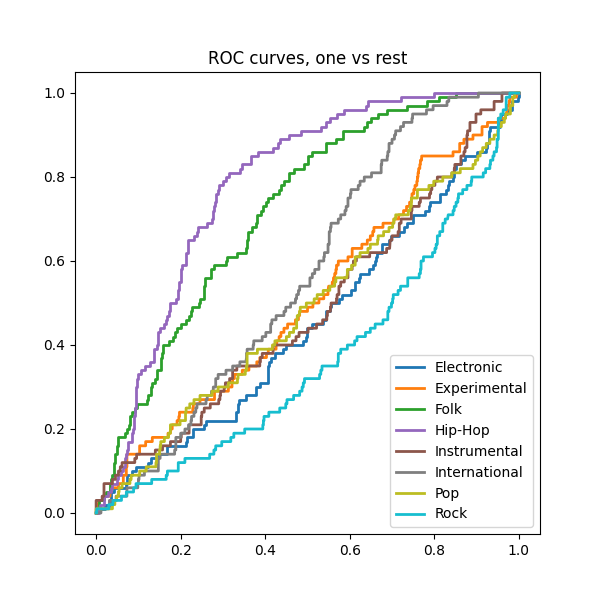 ROC curves, one vs rest
1.0
0.8
0.6
0.4
0.2
0.0
Electronic
Experimental
Folk
Hip-Hop
Instrumental
International
Pop
Rock
0.0 0.2 0.4 0.6 0.8 1.0